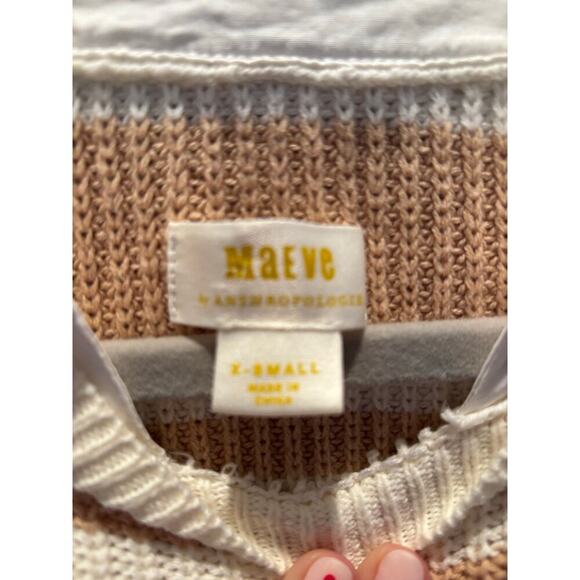 MaEVe
by ANTHROPOLOGIE
X-SMALL
MADE IN
CHINA